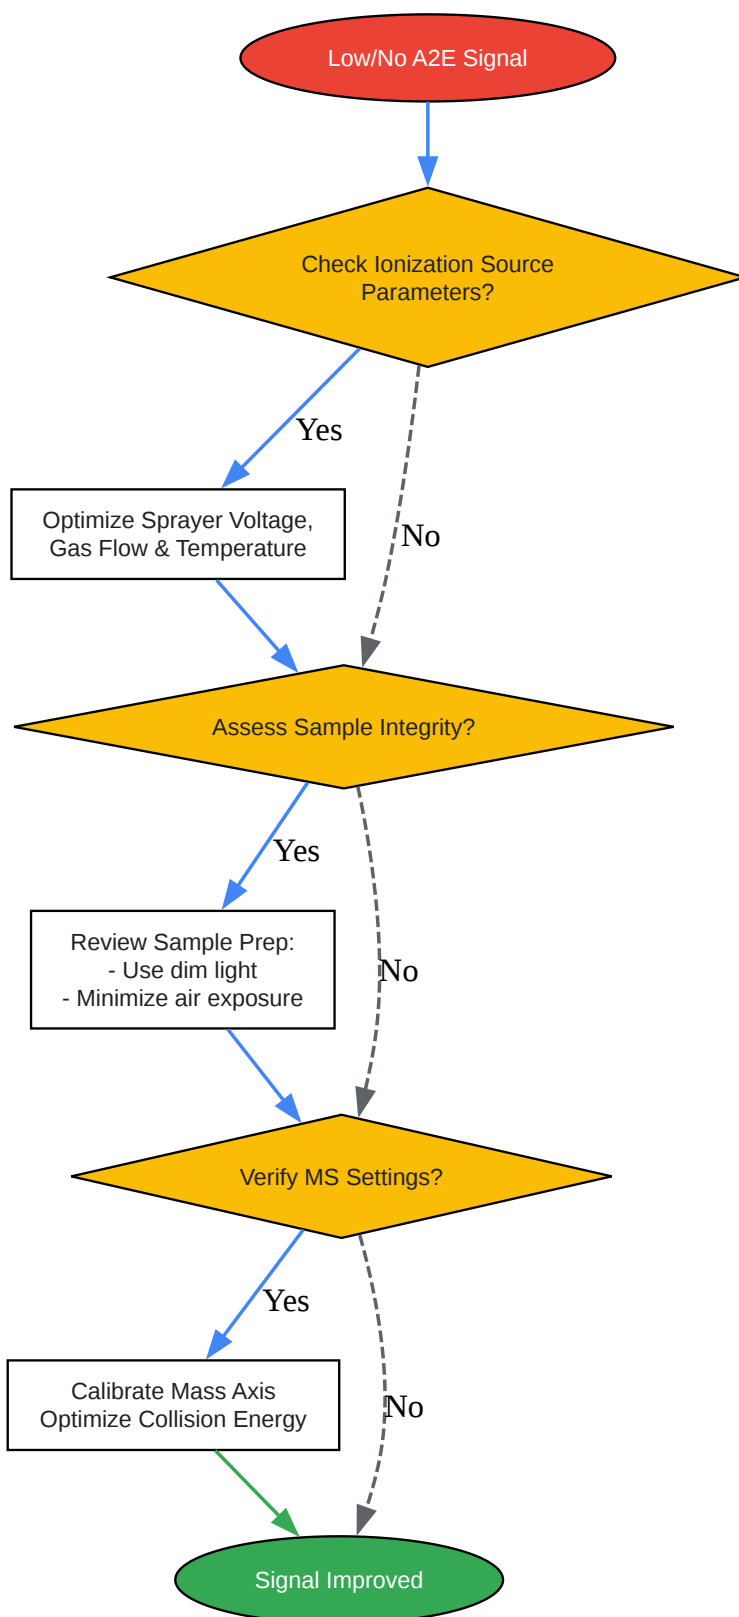 Low/No A2E Signal
Check Ionization Source
Parameters?
Yes
Optimize Sprayer Voltage,
Gas Flow & Temperature
No
Assess Sample Integrity?
Yes
Review Sample Prep:
- Use dim light
- Minimize air exposure
No
Verify MS Settings?
Yes
Calibrate Mass Axis
Optimize Collision Energy
No
Signal Improved